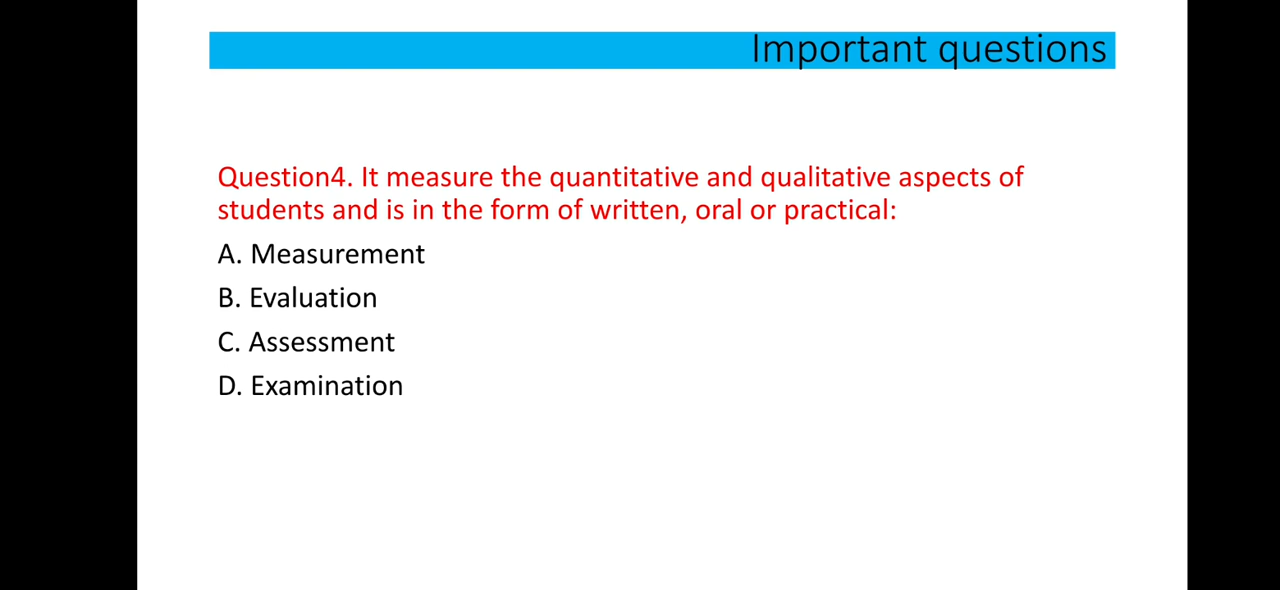 Important questions
Question4. It measure the quantitative and qualitative aspects of
students and is in the form of written, oral or practical:
A. Measurement
B. Evaluation
C. Assessment
D. Examination